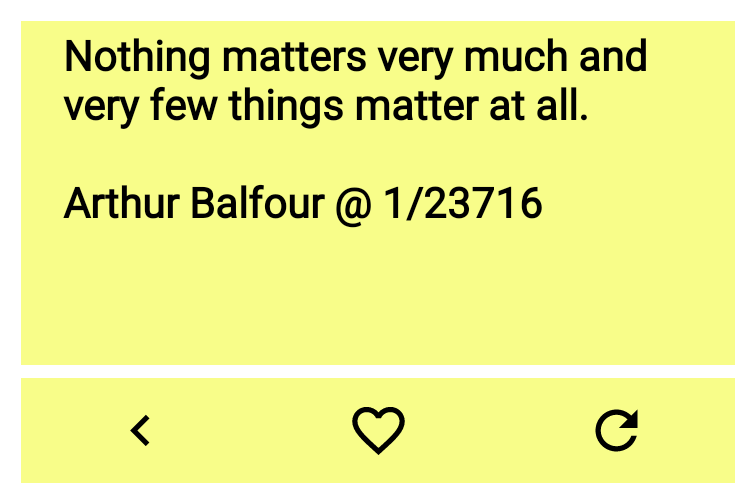 Nothing matters very much and
very few things matter at all.
Arthur Balfour @ 1/23716